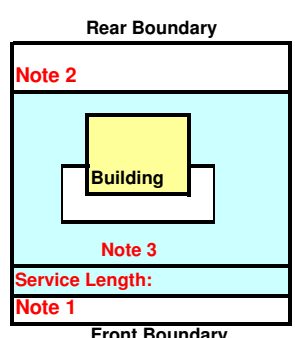 Rear Boundary
Note 2
Building
Note 3
Service Length:
Note 1
Front Boundary